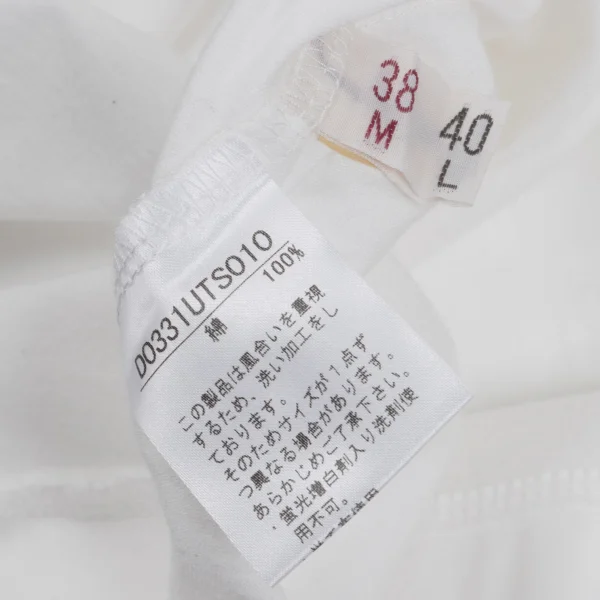 38
M
40
L
D0331UTS010
綿 100%
この製品は風合いを重視
するため、洗い加工をし
ております。
そのためサイズが1点ず
つ異なる場合があります。
あらかじめご了承下さい。
・蛍光増白剤入り洗剤使
用不可。